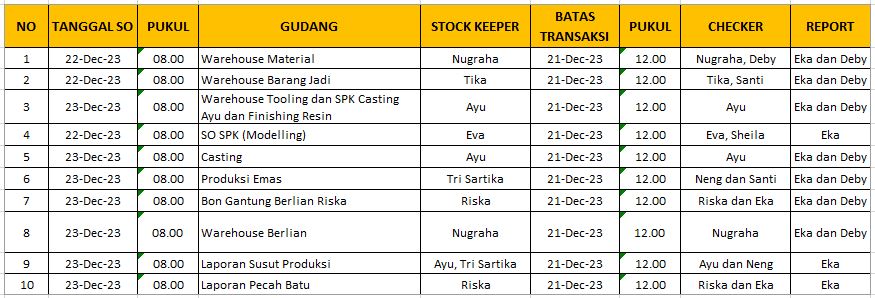 NO TANGGAL SO PUKUL GUDANG STOCK KEEPER BATAS TRANSAKSI PUKUL CHECKER REPORT
1 22-Dec-23 08.00 Warehouse Material Nugraha 21-Dec-23 12.00 Nugraha, Deby Eka dan Deby
2 22-Dec-23 08.00 Warehouse Barang Jadi Tika 21-Dec-23 12.00 Tika, Santi Eka dan Deby
3 23-Dec-23 08.00 Warehouse Tooling dan SPK Casting Ayu dan Finishing Resin Ayu 21-Dec-23 12.00 Ayu Eka dan Deby
4 22-Dec-23 08.00 SO SPK (Modelling) Eva 21-Dec-23 12.00 Eva, Sheila Eka
5 23-Dec-23 08.00 Casting Ayu 21-Dec-23 12.00 Ayu Eka dan Deby
6 23-Dec-23 08.00 Produksi Emas Tri Sartika 21-Dec-23 12.00 Neng dan Santi Eka dan Deby
7 23-Dec-23 08.00 Bon Gantung Berlian Riska Riska 21-Dec-23 12.00 Riska dan Eka Eka dan Deby
8 23-Dec-23 08.00 Warehouse Berlian Nugraha 21-Dec-23 12.00 Nugraha Eka dan Deby
9 23-Dec-23 08.00 Laporan Susut Produksi Ayu, Tri Sartika 21-Dec-23 12.00 Ayu dan Neng Eka
10 23-Dec-23 08.00 Laporan Pecah Batu Riska 21-Dec-23 12.00 Riska dan Eka Eka